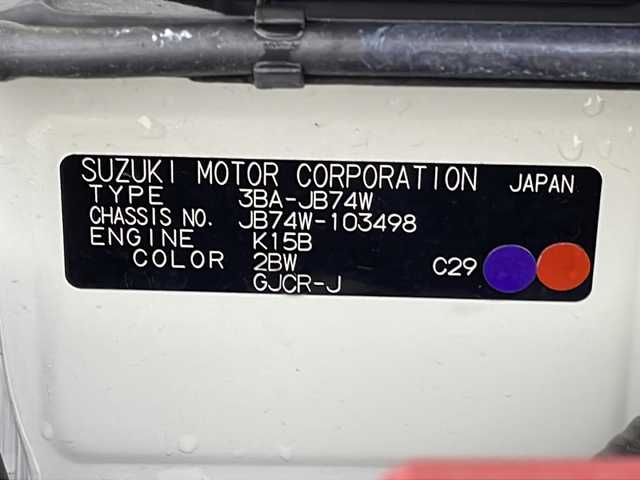 SUZUKI MOTOR CORPORATION JAPAN
TYPE 3BA-JB74W
CHASSIS NO. JB74W-103498
ENGINE K15B
COLOR 2BW C29
GJCR-J